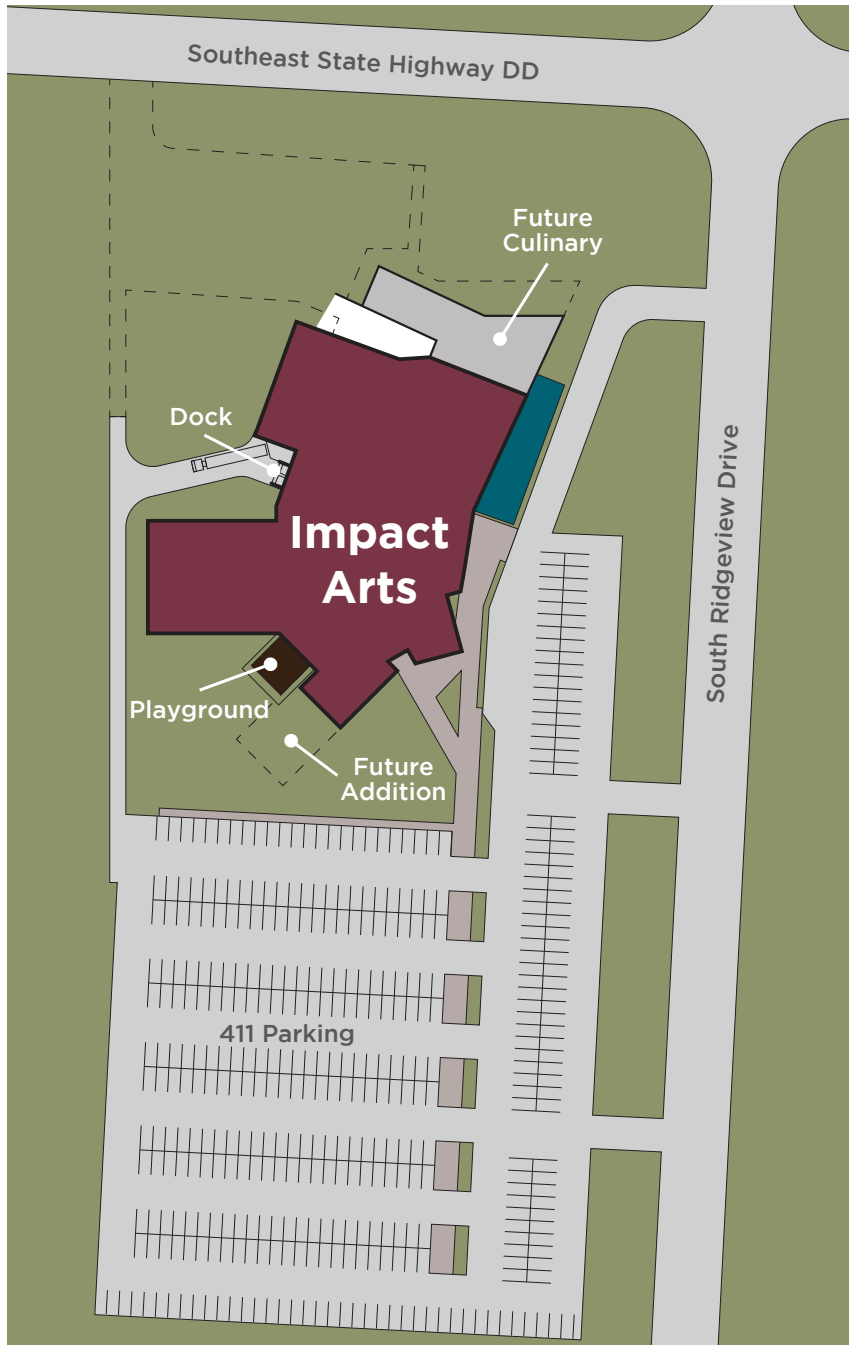 Southeast State Highway DD
Future
Culinary
Dock
Impact
Arts
South Ridgeview Drive
Playground
Future
Addition
411 Parking